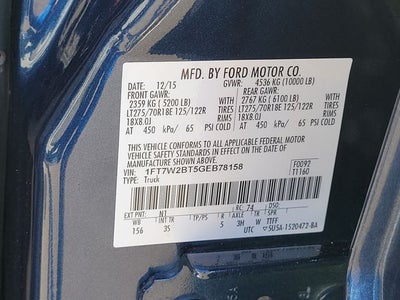 MFD. BY FORD MOTOR CO.
DATE: 12/15 GVWR: 4536 KG (10000 LB)
FRONT GAWR: REAR GAWR:
2359 KG ( 5200 LB) WITH 2767 KG ( 6100 LB) WITH
LT275/70R18E 125/122R TIRES LT275/70R18E 125/122R TIRES
18X8.0J RIMS 18X8.0J RIMS
AT 450 kPa/ 65 PSI COLD AT 450 kPa/ 65 PSI COLD
THIS VEHICLE CONFORMS TO ALL APPLICABLE FEDERAL MOTOR
VEHICLE SAFETY STANDARDS IN EFFECT ON THE DATE OF
MANUFACTURE SHOWN ABOVE.
VIN: 1FT7W2BT5GEB78158 F0092
TYPE: Truck T1160
EXT PNT: N1 RC: 74 DSO:
WB INT TR TP/PS R AXLE TR SPR
156 3S 5 3H W TTFF
UTC